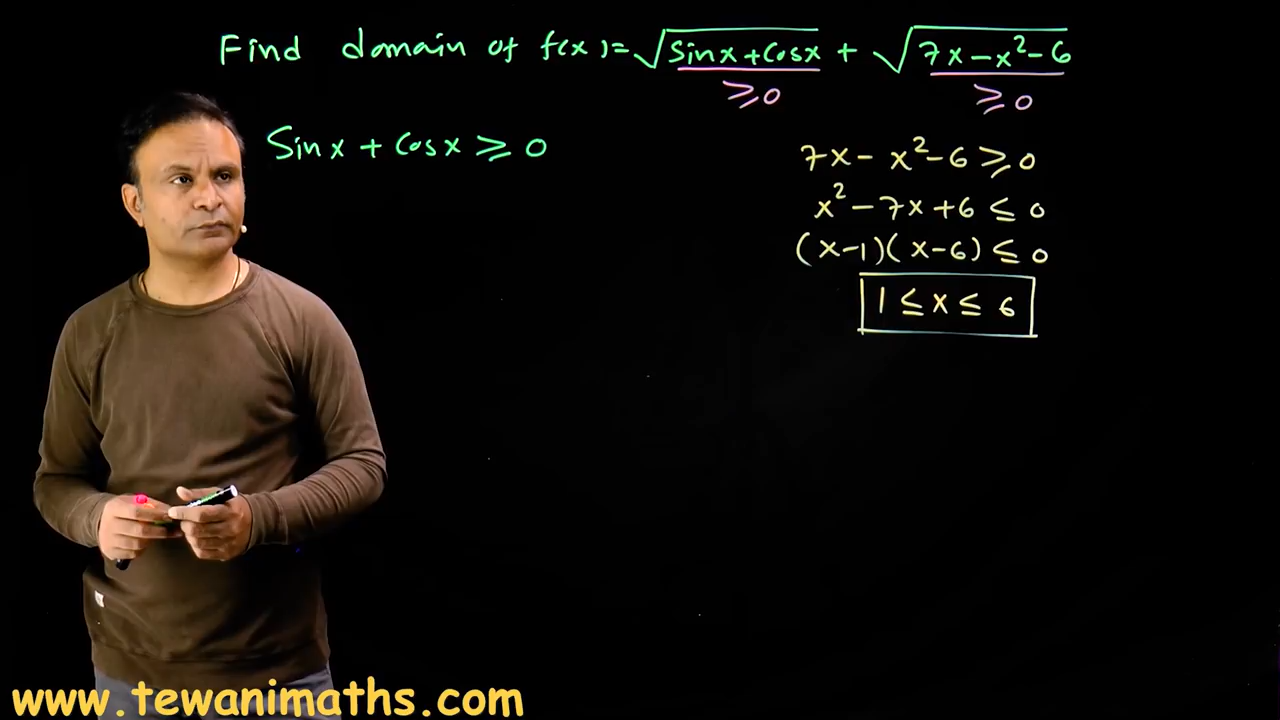 Find domain of f(x)=√(Sinx+Cosx) + √(7x-x²-6)
≥0 ≥0
Sinx + Cosx ≥ 0
7x - x²-6 ≥ 0
x² - 7x + 6 ≤ 0
(x-1)(x-6) ≤ 0
1 ≤ x ≤ 6
www.tewanimaths.com